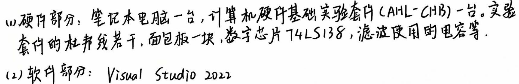 (1)硬件部分：笔记本电脑一台，计算机硬件基础实验套件(AHL-CHB)一台。实验
套件的杜邦线若干，面包板一块，数字芯片74LS138，滤波使用的电容等.
(2)软件部分： Visual Studio 2022